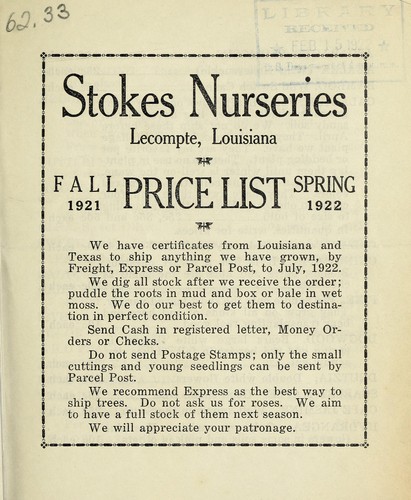 62.33
LIBRARY
RECEIVED
FEB 15
Stokes Nurseries
Lecompte, Louisiana
FALL PRICE LIST SPRING
1921 1922
We have certificates from Louisiana and
Texas to ship anything we have grown, by
Freight, Express or Parcel Post, to July, 1922.
We dig all stock after we receive the order;
puddle the roots in mud and box or bale in wet
moss. We do our best to get them to destina-
tion in perfect condition.
Send Cash in registered letter, Money Or-
ders or Checks.
Do not send Postage Stamps; only the small
cuttings and young seedlings can be sent by
Parcel Post.
We recommend Express as the best way to
ship trees. Do not ask us for roses. We aim
to have a full stock of them next season.
We will appreciate your patronage.